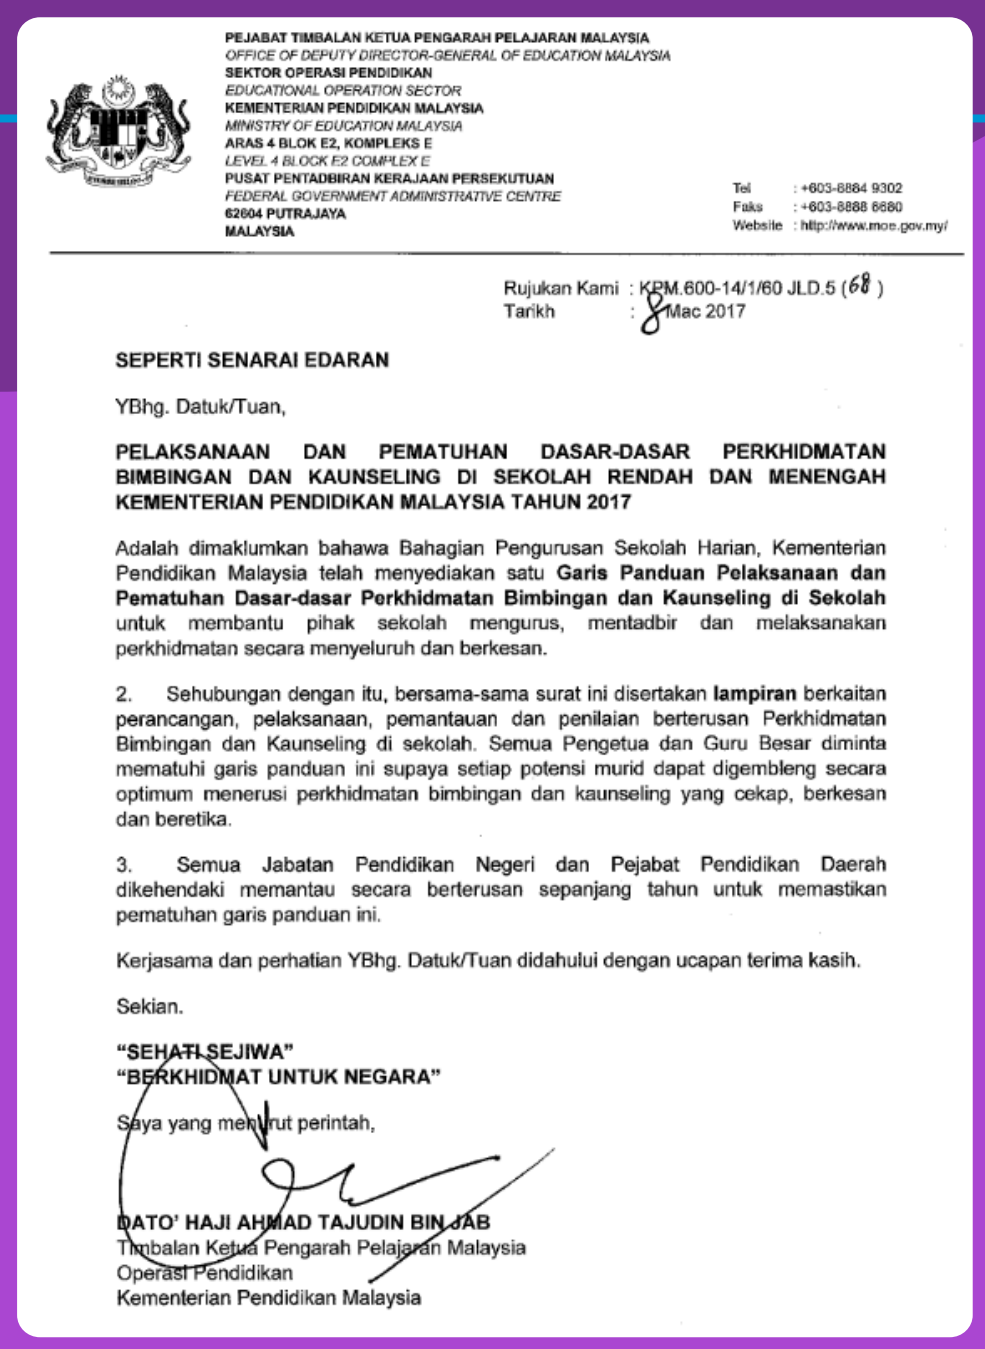 PEJABAT TIMBALAN KETUA PENGARAH PELAJARAN MALAYSIA
OFFICE OF DEPUTY DIRECTOR-GENERAL OF EDUCATION MALAYSIA
SEKTOR OPERASI PENDIDIKAN
EDUCATIONAL OPERATION SECTOR
KEMENTERIAN PENDIDIKAN MALAYSIA
MINISTRY OF EDUCATION MALAYSIA
ARAS 4 BLOK E2, KOMPLEKS E
LEVEL 4 BLOCK E2 COMPLEX E
PUSAT PENTADBIRAN KERAJAAN PERSEKUTUAN
FEDERAL GOVERNMENT ADMINISTRATIVE CENTRE
62604 PUTRAJAYA
MALAYSIA
Tel : +603-8884 9302
Faks : +603-8888 6680
Website : http://www.moe.gov.my/
Rujukan Kami : KPM.600-14/1/60 JLD.5 (68)
Tarikh : 8 Mac 2017
SEPERTI SENARAI EDARAN
YBhg. Datuk/Tuan,
PELAKSANAAN DAN PEMATUHAN DASAR-DASAR PERKHIDMATAN
BIMBINGAN DAN KAUNSELING DI SEKOLAH RENDAH DAN MENENGAH
KEMENTERIAN PENDIDIKAN MALAYSIA TAHUN 2017
Adalah dimaklumkan bahawa Bahagian Pengurusan Sekolah Harian, Kementerian
Pendidikan Malaysia telah menyediakan satu Garis Panduan Pelaksanaan dan
Pematuhan Dasar-dasar Perkhidmatan Bimbingan dan Kaunseling di Sekolah
untuk membantu pihak sekolah mengurus, mentadbir dan melaksanakan
perkhidmatan secara menyeluruh dan berkesan.
2. Sehubungan dengan itu, bersama-sama surat ini disertakan lampiran berkaitan
perancangan, pelaksanaan, pemantauan dan penilaian berterusan Perkhidmatan
Bimbingan dan Kaunseling di sekolah. Semua Pengetua dan Guru Besar diminta
mematuhi garis panduan ini supaya setiap potensi murid dapat digembleng secara
optimum menerusi perkhidmatan bimbingan dan kaunseling yang cekap, berkesan
dan beretika.
3. Semua Jabatan Pendidikan Negeri dan Pejabat Pendidikan Daerah
dikehendaki memantau secara berterusan sepanjang tahun untuk memastikan
pematuhan garis panduan ini.
Kerjasama dan perhatian YBhg. Datuk/Tuan didahului dengan ucapan terima kasih.
Sekian.
“SEHATI SEJIWA”
“BERKHIDMAT UNTUK NEGARA”
Saya yang menurut perintah,
DATO’ HAJI AHMAD TAJUDIN BIN JAB
Timbalan Ketua Pengarah Pelajaran Malaysia
Operasi Pendidikan
Kementerian Pendidikan Malaysia